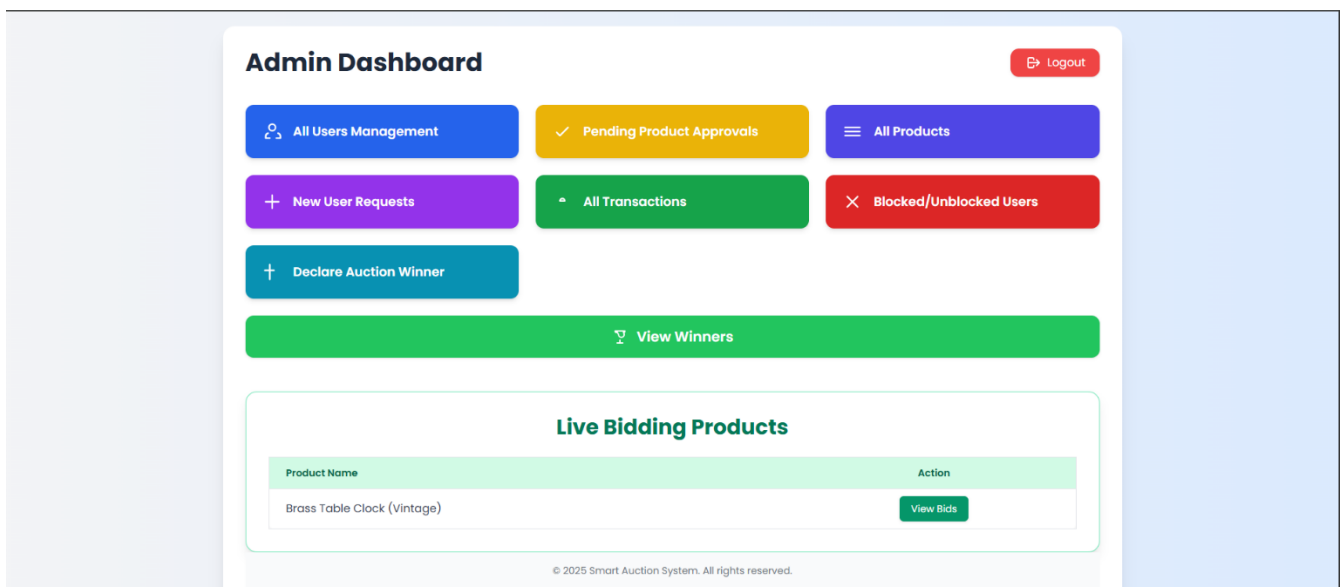 Admin Dashboard
Logout
All Users Management
Pending Product Approvals
All Products
New User Requests
All Transactions
Blocked/Unblocked Users
Declare Auction Winner
View Winners
Live Bidding Products
Product Name Action
Brass Table Clock (Vintage) View Bids
© 2025 Smart Auction System. All rights reserved.